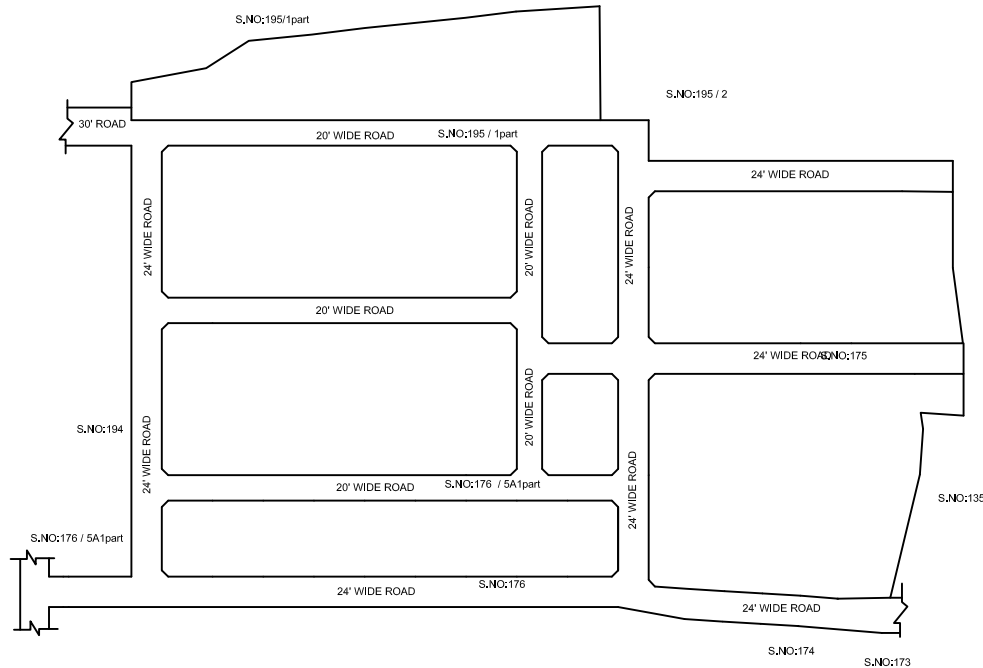 S.NO:195/1part
S.NO:195 / 2
30' ROAD
20' WIDE ROAD
S.NO:195 / 1part
24' WIDE ROAD
24' WIDE ROAD
20' WIDE ROAD
24' WIDE ROAD
20' WIDE ROAD
24' WIDE ROAD
S.NO:175
20' WIDE ROAD
S.NO:194
24' WIDE ROAD
20' WIDE ROAD
S.NO:176 / 5A1part
24' WIDE ROAD
S.NO:135
S.NO:176 / 5A1part
S.NO:176
24' WIDE ROAD
24' WIDE ROAD
S.NO:174
S.NO:173